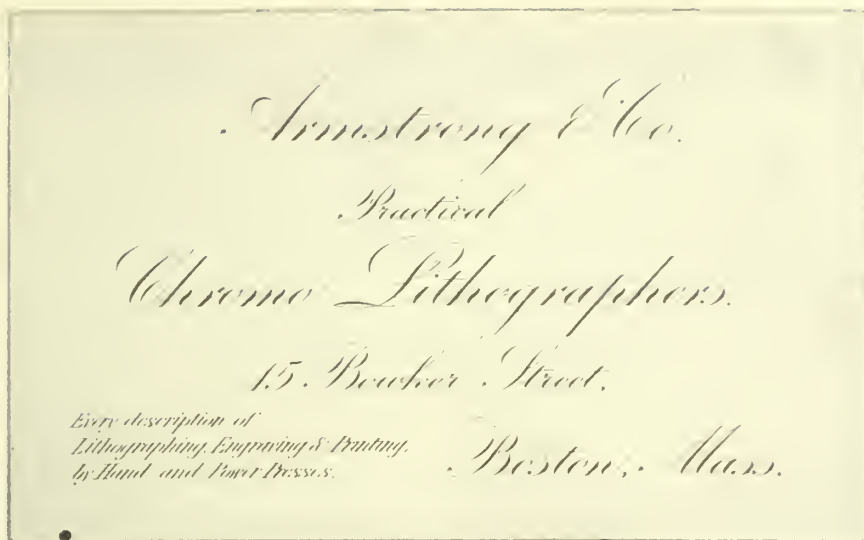 Armstrong & Co.
Practical
Chromo Lithographers.
15. Bowker Street.
Every description of
Lithographing, Engraving & Printing,
by Hand and Power Presses.
Boston, Mass.